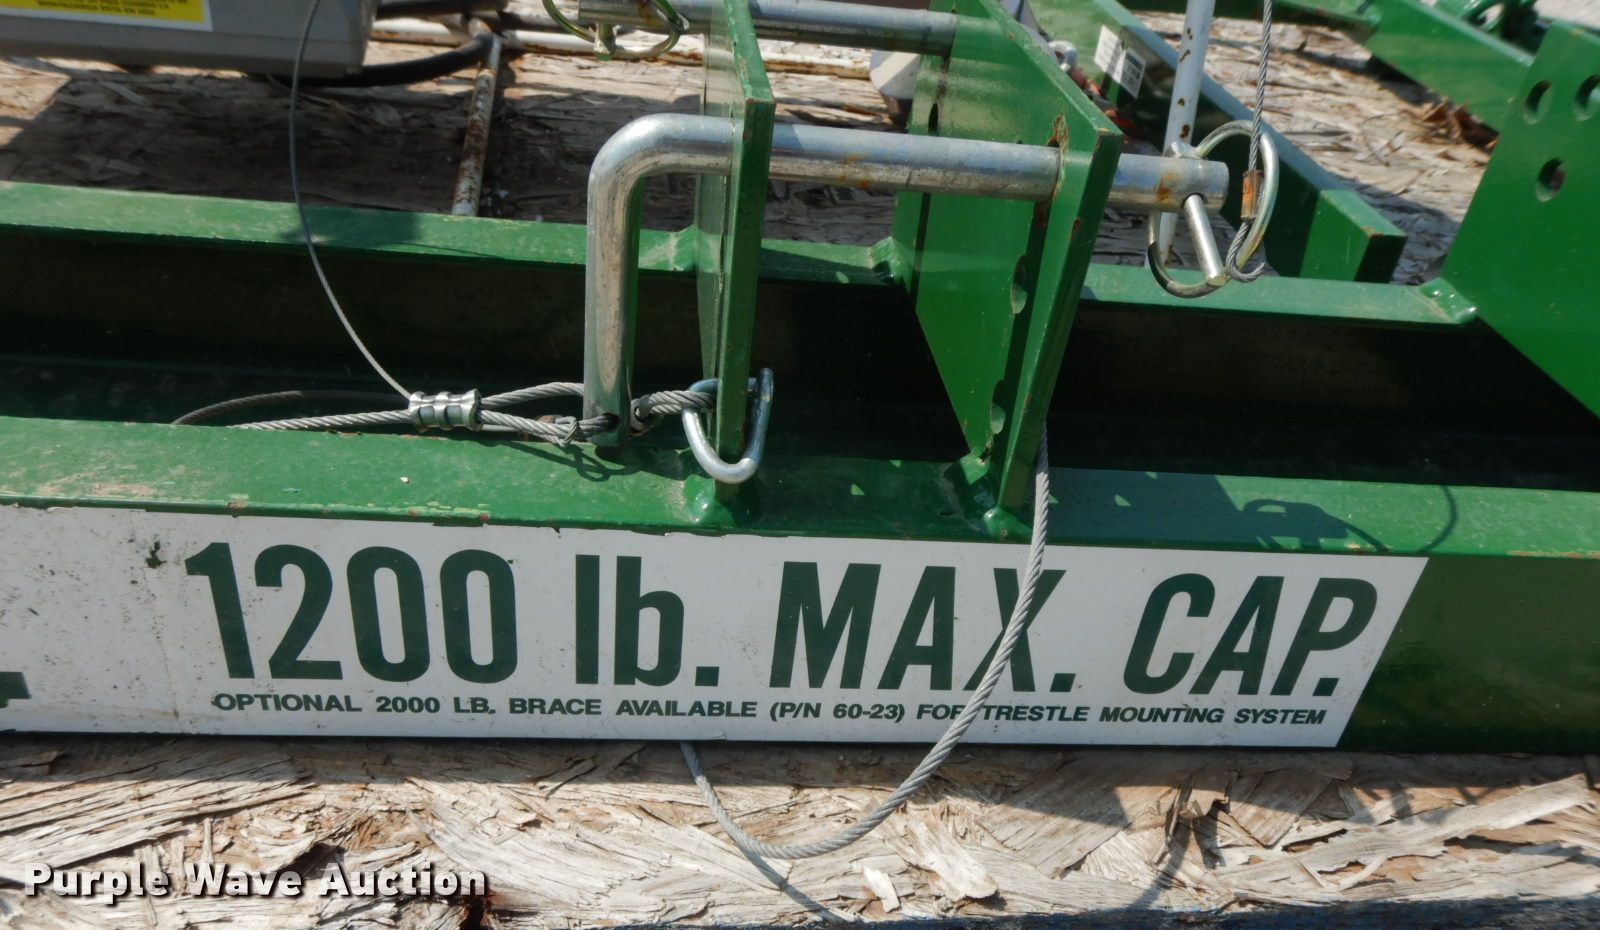 1200 lb. MAX. CAP.
OPTIONAL 2000 LB. BRACE AVAILABLE (P/N 60-23) FOR TRESTLE MOUNTING SYSTEM
Purple Wave Auction